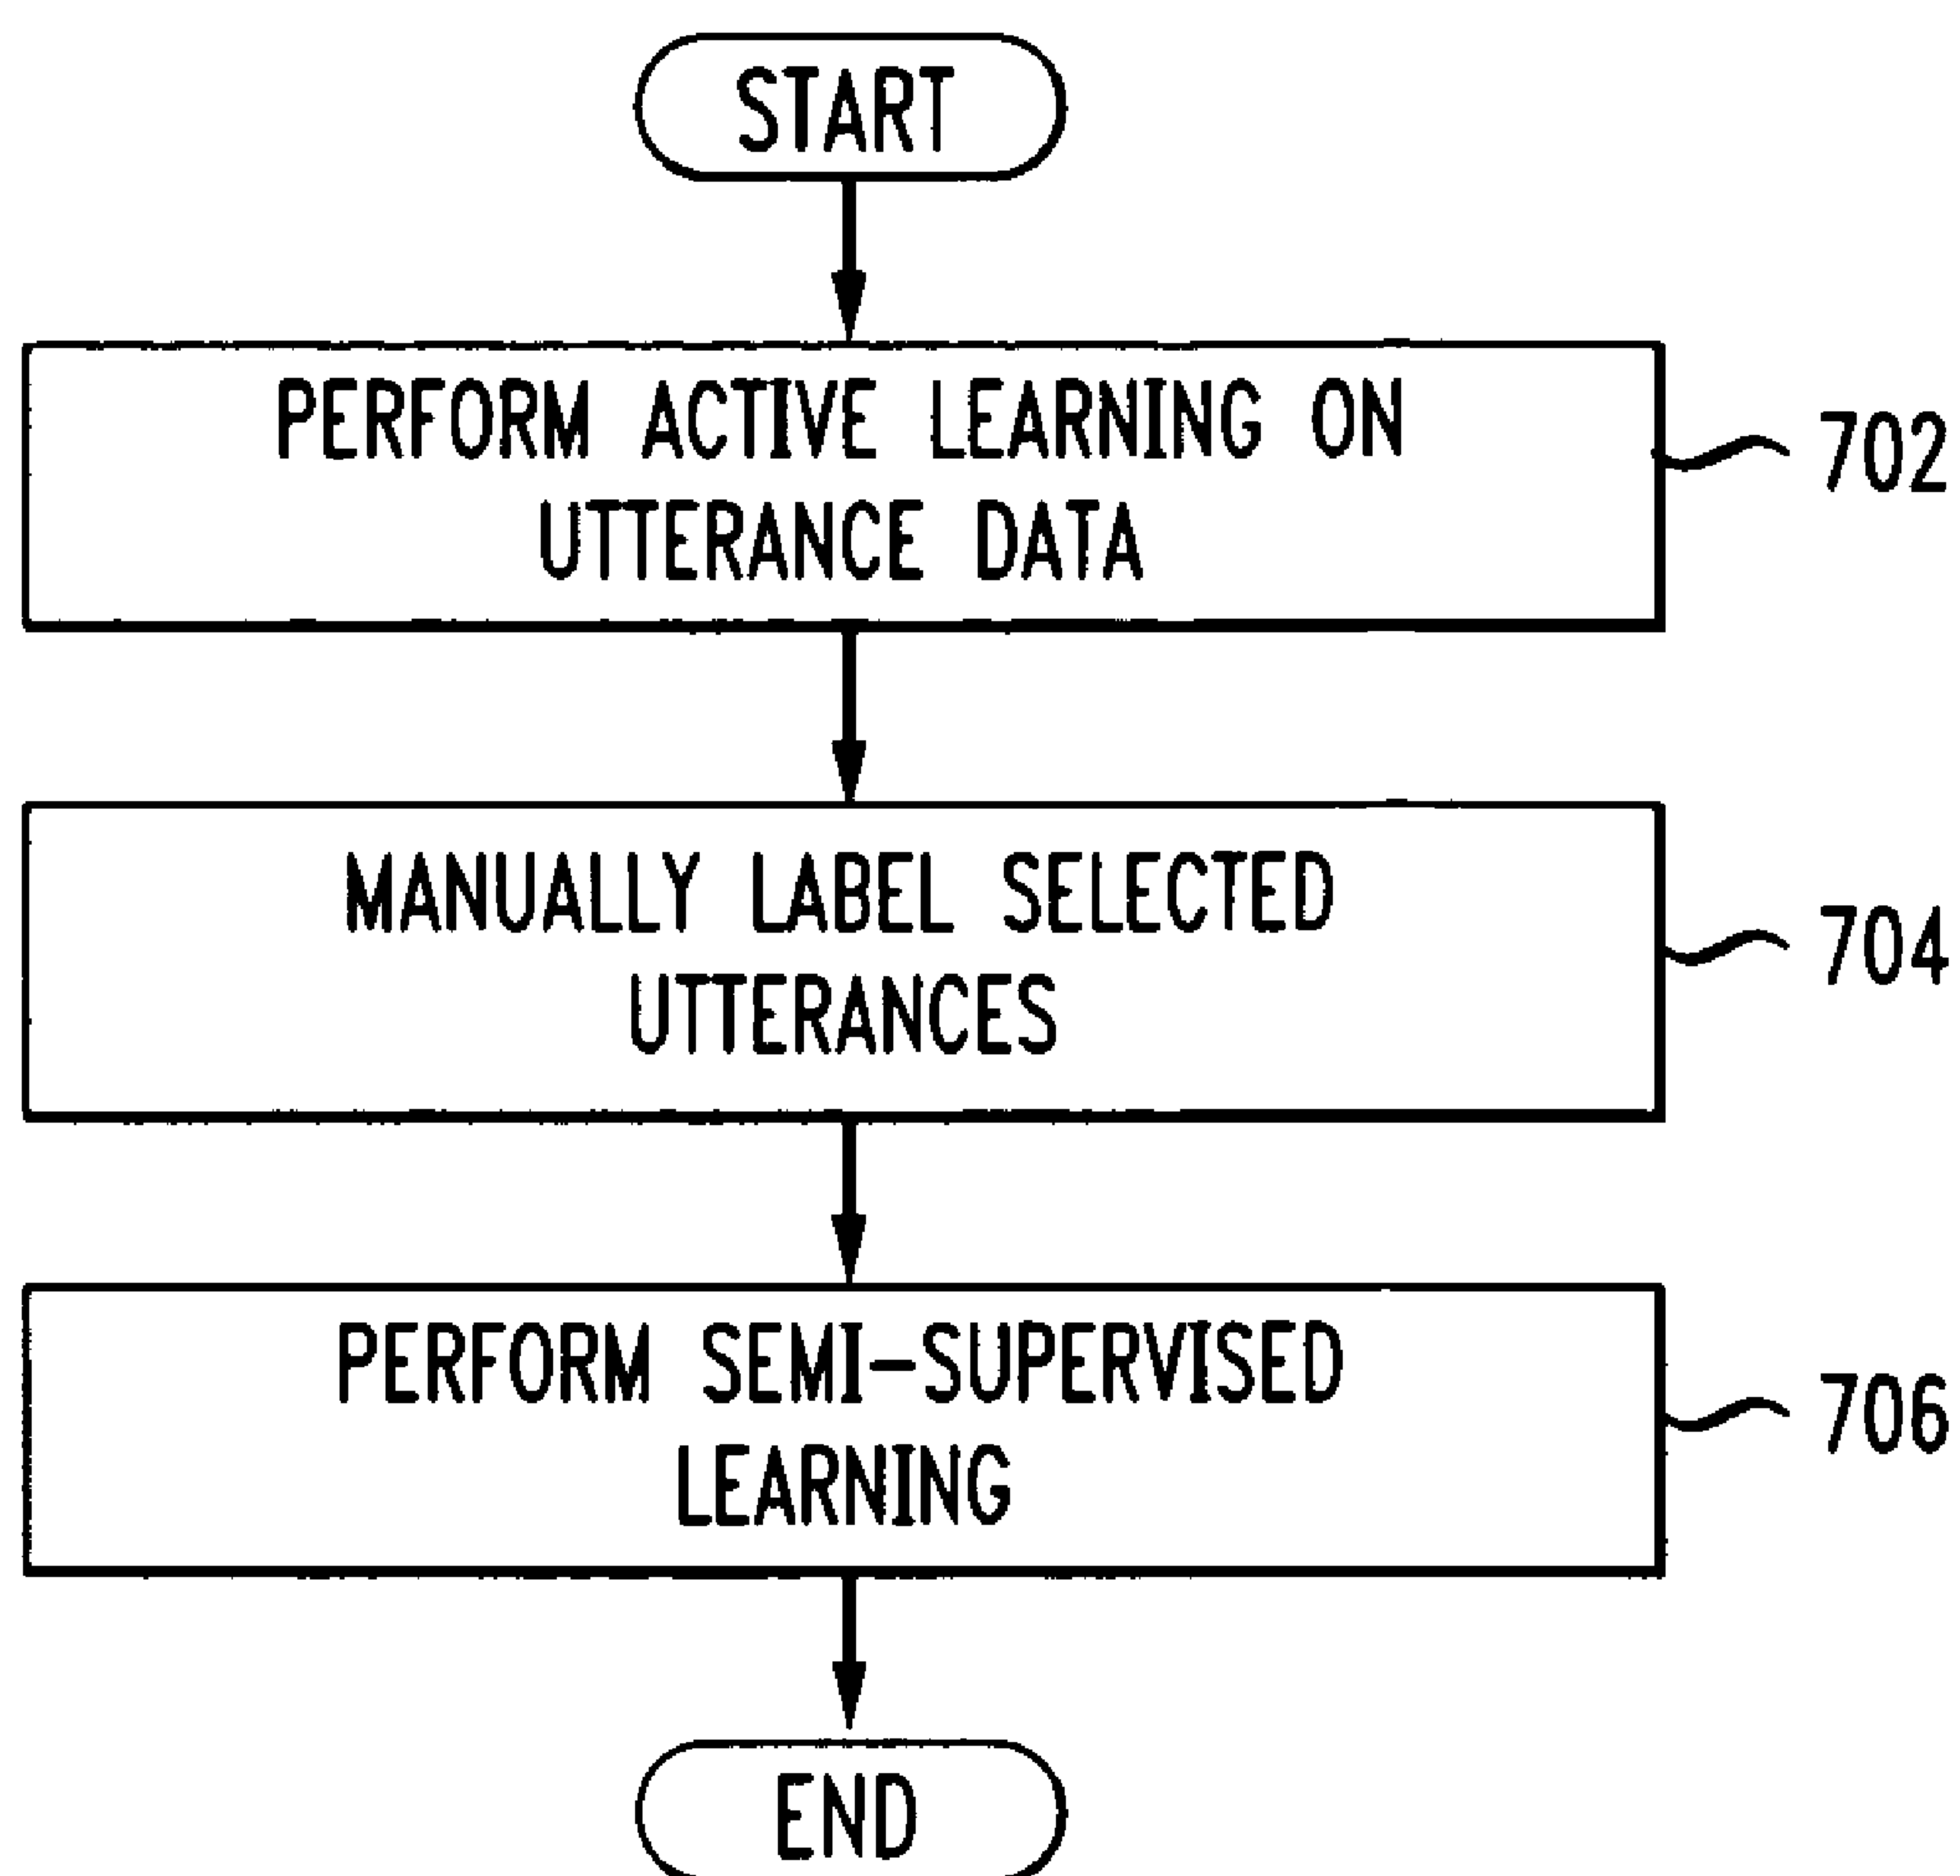 START
PERFORM ACTIVE LEARNING ON
UTTERANCE DATA
702
MANUALLY LABEL SELECTED
UTTERANCES
704
PERFORM SEMI-SUPERVISED
LEARNING
706
END